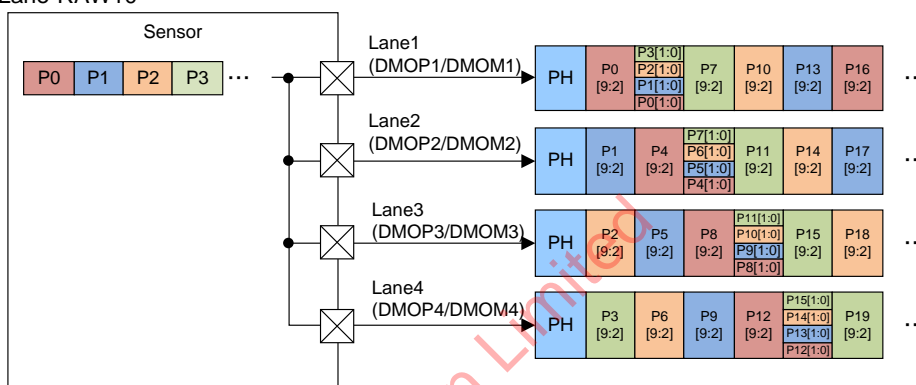 Sensor
P0 P1 P2 P3 ...
Lane1
(DMOP1/DMOM1)
PH P0 [9:2] P3[1:0] P2[1:0] P1[1:0] P0[1:0] P7 [9:2] P10 [9:2] P13 [9:2] P16 [9:2] ...
Lane2
(DMOP2/DMOM2)
PH P1 [9:2] P4 [9:2] P7[1:0] P6[1:0] P5[1:0] P4[1:0] P11 [9:2] P14 [9:2] P17 [9:2] ...
Lane3
(DMOP3/DMOM3)
PH P2 [9:2] P5 [9:2] P8 [9:2] P11[1:0] P10[1:0] P9[1:0] P8[1:0] P15 [9:2] P18 [9:2] ...
Lane4
(DMOP4/DMOM4)
PH P3 [9:2] P6 [9:2] P9 [9:2] P12 [9:2] P15[1:0] P14[1:0] P13[1:0] P12[1:0] P19 [9:2] ...
Limited